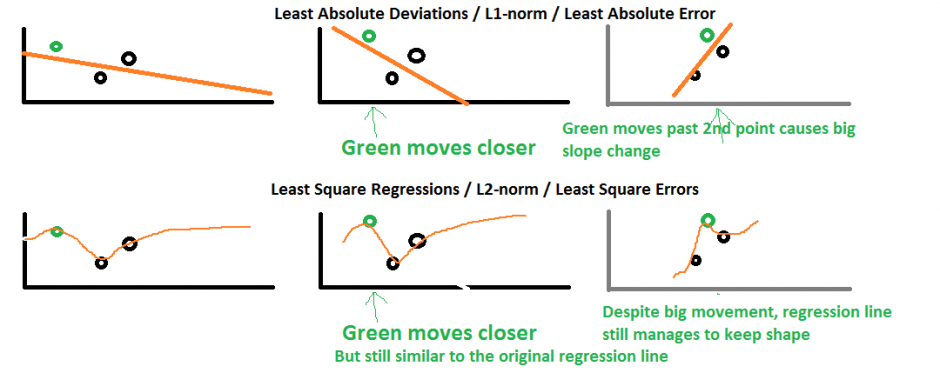 Least Absolute Deviations / L1-norm / Least Absolute Error
Green moves closer
Green moves past 2nd point causes big
slope change
Least Square Regressions / L2-norm / Least Square Errors
Green moves closer
But still similar to the original regression line
Despite big movement, regression line
still manages to keep shape